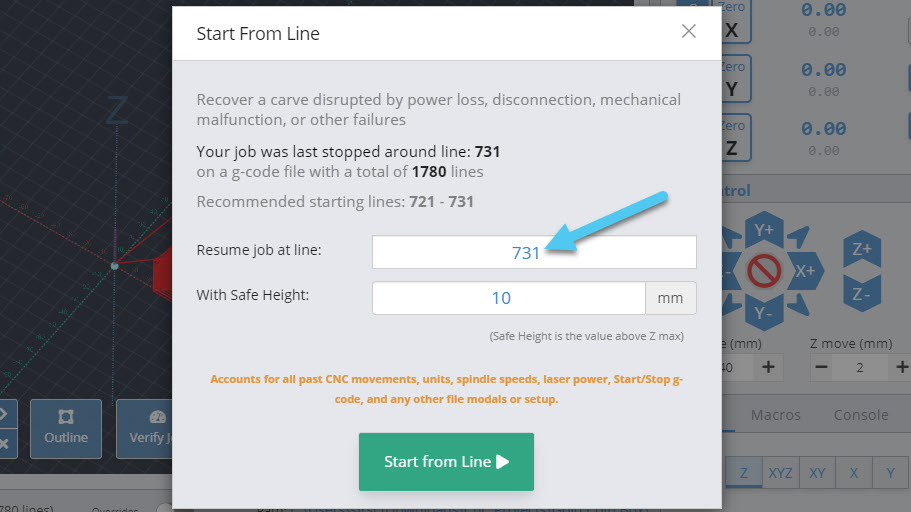 Start From Line
Recover a carve disrupted by power loss, disconnection, mechanical
malfunction, or other failures
Your job was last stopped around line: 731
on a g-code file with a total of 1780 lines
Recommended starting lines: 721 - 731
Resume job at line:
731
With Safe Height:
10
mm
(Safe Height is the value above Z max)
Accounts for all past CNC movements, units, spindle speeds, laser power, Start/Stop g-
code, and any other file modals or setup.
Start from Line
Z
Outline
Verify J
780 lines)
Overrides
Zero
X
0.00
0.00
Zero
Y
0.00
0.00
Zero
Z
0.00
0.00
trol
Y+
X+
Y-
Z+
Z-
e (mm)
Z move (mm)
40
+
−
2
+
Macros
Console
Z
XYZ
XY
X
Y